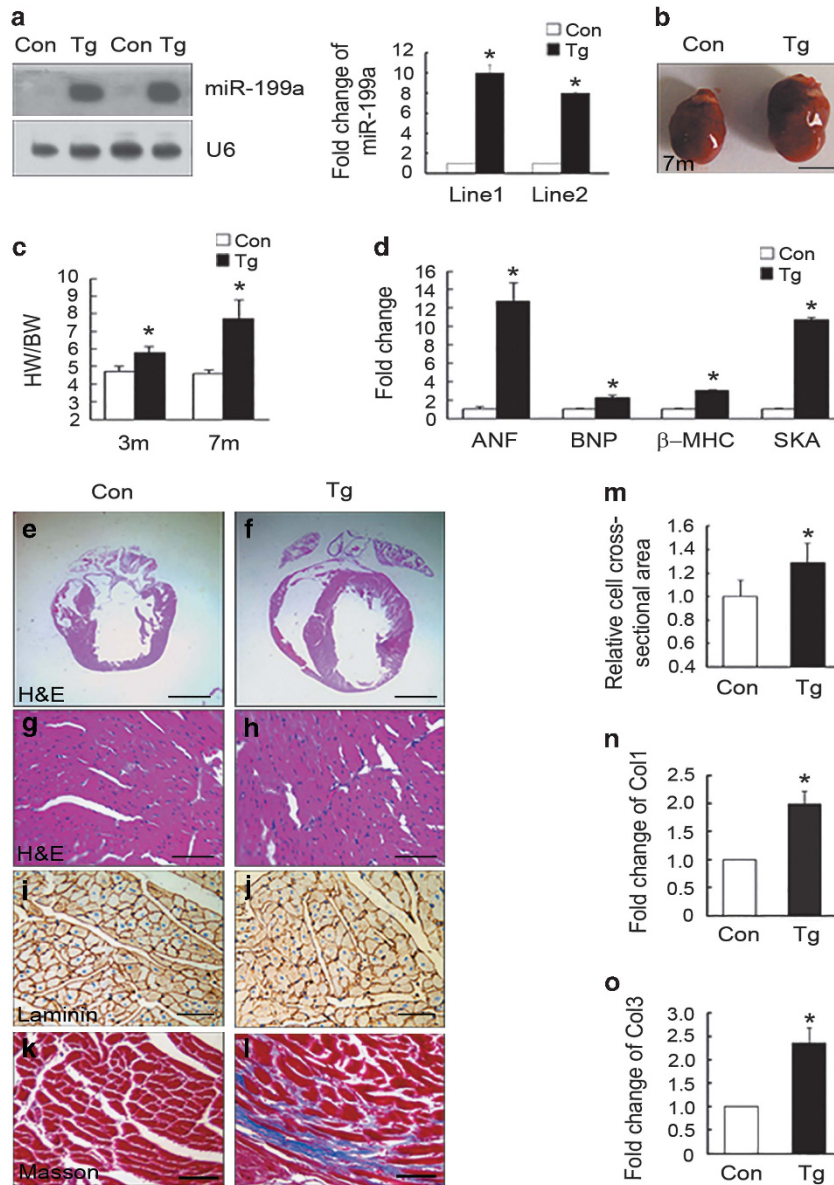 a
Con Tg Con Tg
miR-199a
U6
Fold change of
miR-199a
12
10
8
6
4
2
0
Con
Tg
*
*
Line1 Line2
b
Con Tg
7m
c
HW/BW
10
9
8
7
6
5
4
3
2
Con
Tg
*
*
3m 7m
d
Fold change
16
14
12
10
8
6
4
2
0
Con
Tg
*
*
*
*
ANF BNP β–MHC SKA
Con Tg
e
H&E
f
g
H&E
h
i
Laminin
j
k
Masson
l
m
Relative cell cross-
sectional area
1.6
1.4
1.2
1.0
0.8
0.6
0.4
*
Con Tg
n
Fold change of Col1
2.5
2.0
1.5
1.0
0.5
0
*
Con Tg
o
Fold change of Col3
3.0
2.5
2.0
1.5
1.0
0.5
0
*
Con Tg